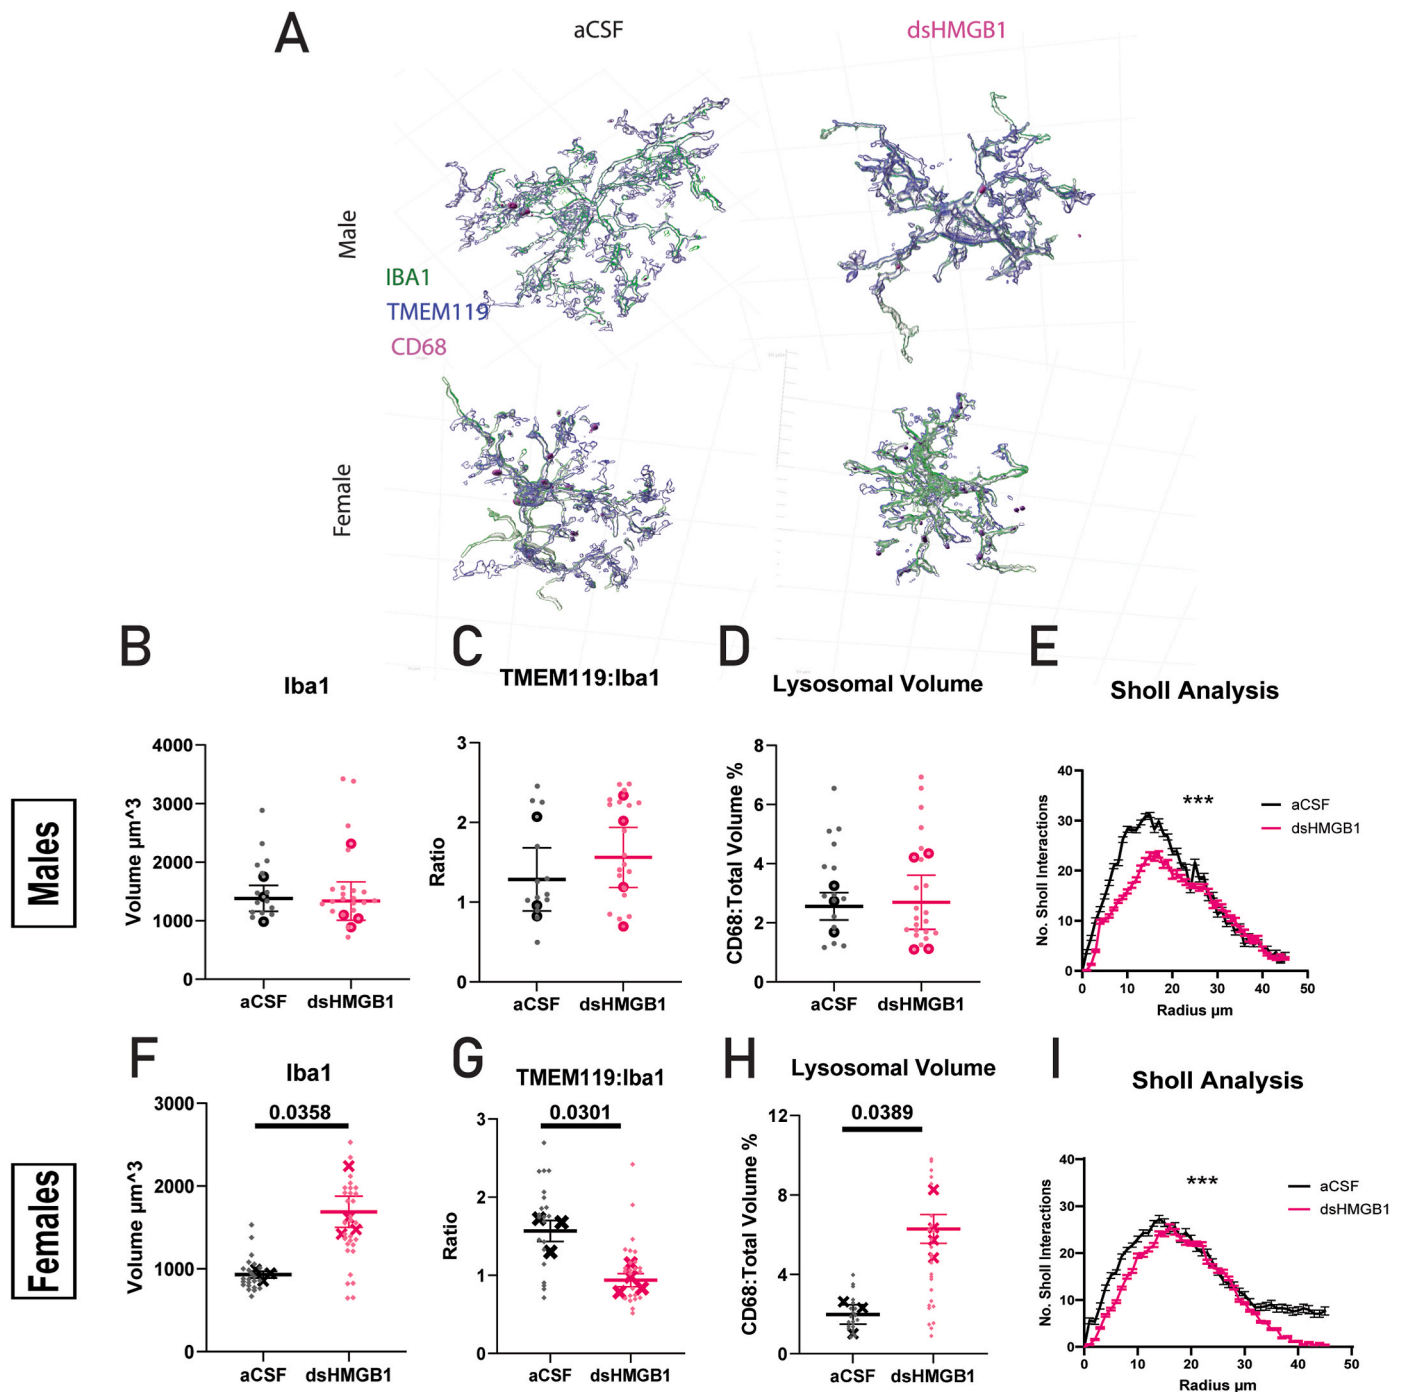 A
aCSF
dsHMGB1
Male
IBA1
TMEM119
CD68
Female
B
C
D
E
Males
Iba1
Volume µm^3
4000
3000
2000
1000
0
aCSF
dsHMGB1
TMEM119:Iba1
Ratio
3
2
1
0
aCSF
dsHMGB1
Lysosomal Volume
CD68:Total Volume %
8
6
4
2
0
aCSF
dsHMGB1
Sholl Analysis
No. Sholl Interactions
40
30
20
10
0
***
aCSF
dsHMGB1
0 10 20 30 40 50
Radius µm
F
G
H
I
Females
Iba1
0.0358
Volume µm^3
3000
2000
1000
0
aCSF
dsHMGB1
TMEM119:Iba1
0.0301
Ratio
3
2
1
0
aCSF
dsHMGB1
Lysosomal Volume
0.0389
CD68:Total Volume %
12
8
4
0
aCSF
dsHMGB1
Sholl Analysis
No. Sholl Interactions
40
30
20
10
0
***
aCSF
dsHMGB1
0 10 20 30 40 50
Radius µm